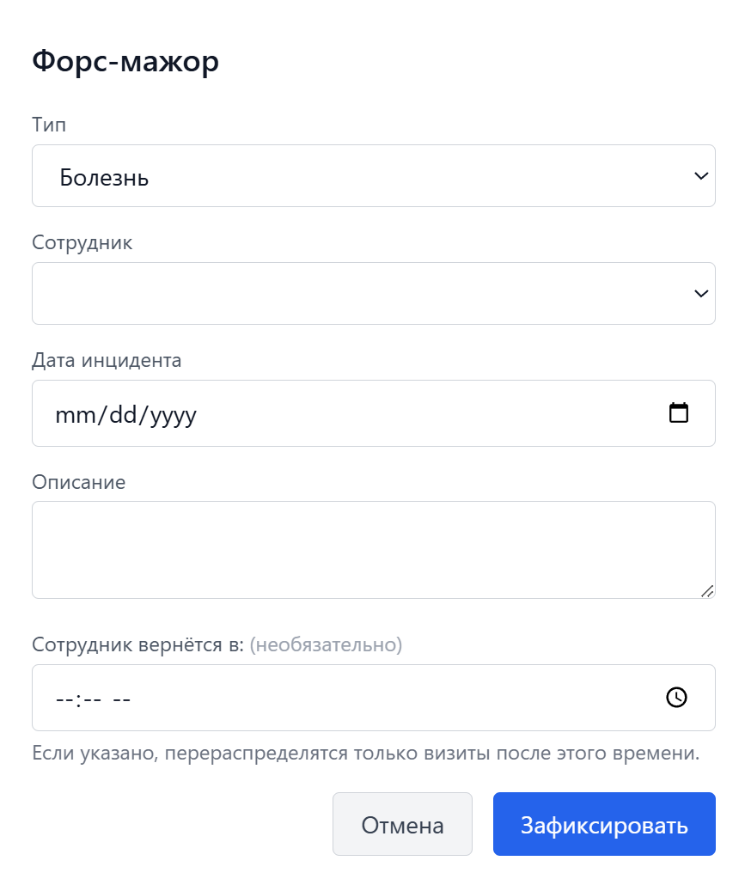 Форс-мажор
Тип
Болезнь
Сотрудник
Дата инцидента
mm/dd/yyyy
Описание
Сотрудник вернётся в: (необязательно)
--:-- --
Если указано, перераспределятся только визиты после этого времени.
Отмена
Зафиксировать